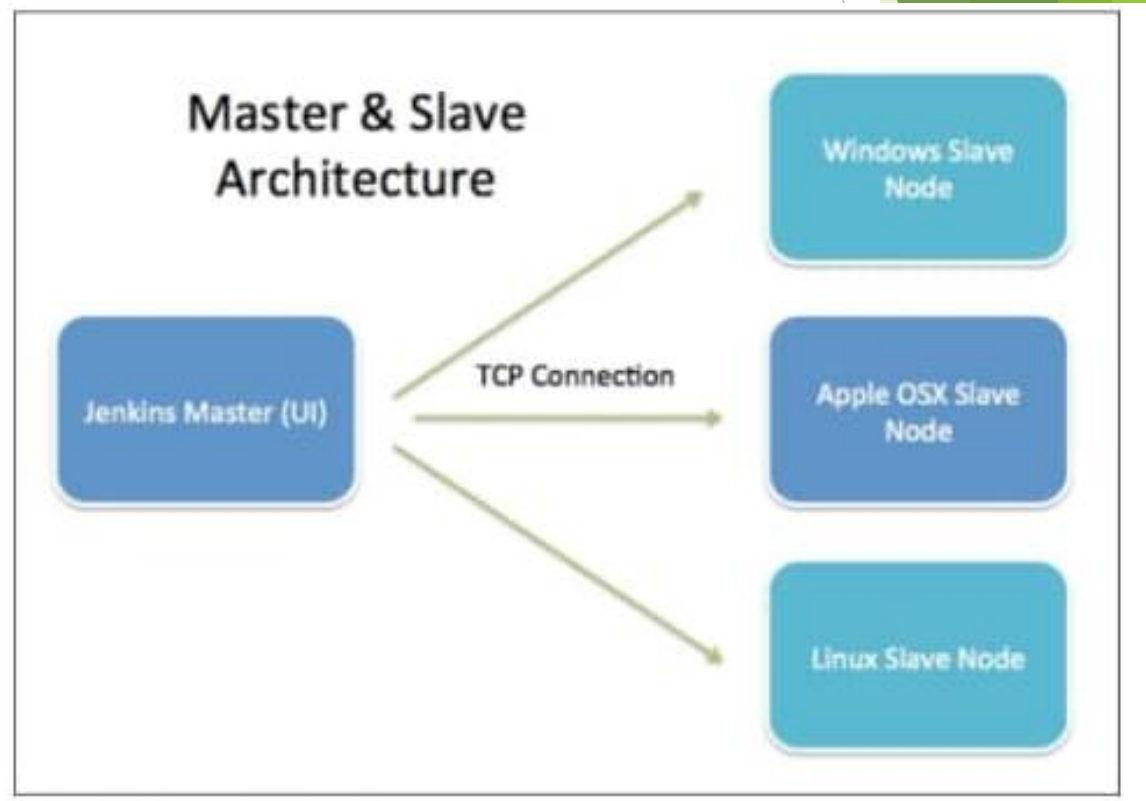 Master & Slave
Architecture
Windows Slave
Node
TCP Connection
Jenkins Master (UI)
Apple OSX Slave
Node
Linux Slave Node